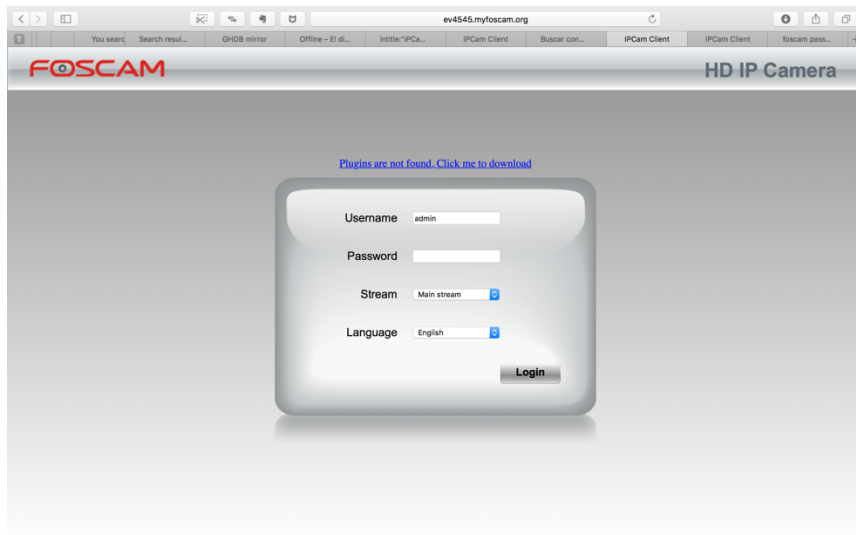 ev4545.myfoscam.org
You searc Search resul... GHDB mirror Offline – El di... intitle:"IPCa... IPCam Client Buscar con... IPCam Client IPCam Client foscam pass...
FOSCAM
HD IP Camera
Plugins are not found, Click me to download
Username admin
Password
Stream Main stream
Language English
Login